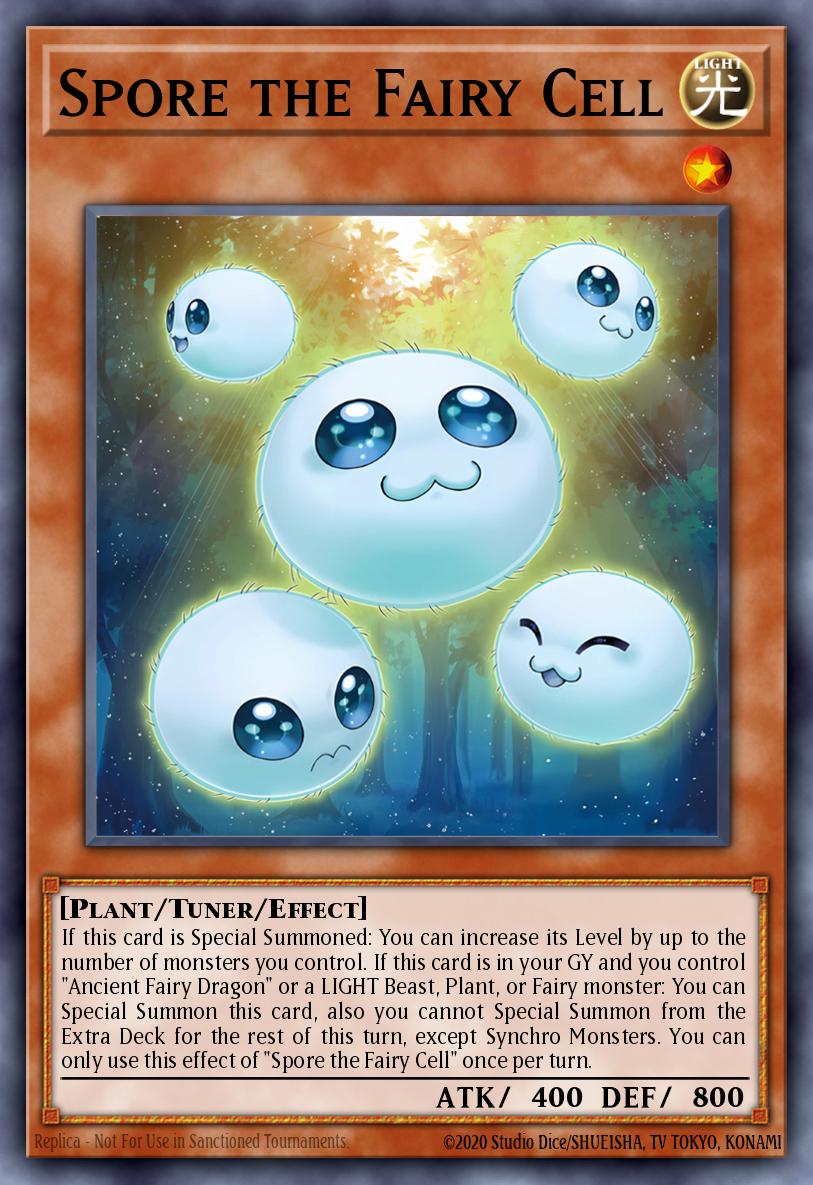 Spore the Fairy Cell
LIGHT
光
[Plant/Tuner/Effect]
If this card is Special Summoned: You can increase its Level by up to the
number of monsters you control. If this card is in your GY and you control
"Ancient Fairy Dragon" or a LIGHT Beast, Plant, or Fairy monster: You can
Special Summon this card, also you cannot Special Summon from the
Extra Deck for the rest of this turn, except Synchro Monsters. You can
only use this effect of "Spore the Fairy Cell" once per turn.
ATK/ 400 DEF/ 800
Replica - Not For Use in Sanctioned Tournaments.
©2020 Studio Dice/SHUEISHA, TV TOKYO, KONAMI